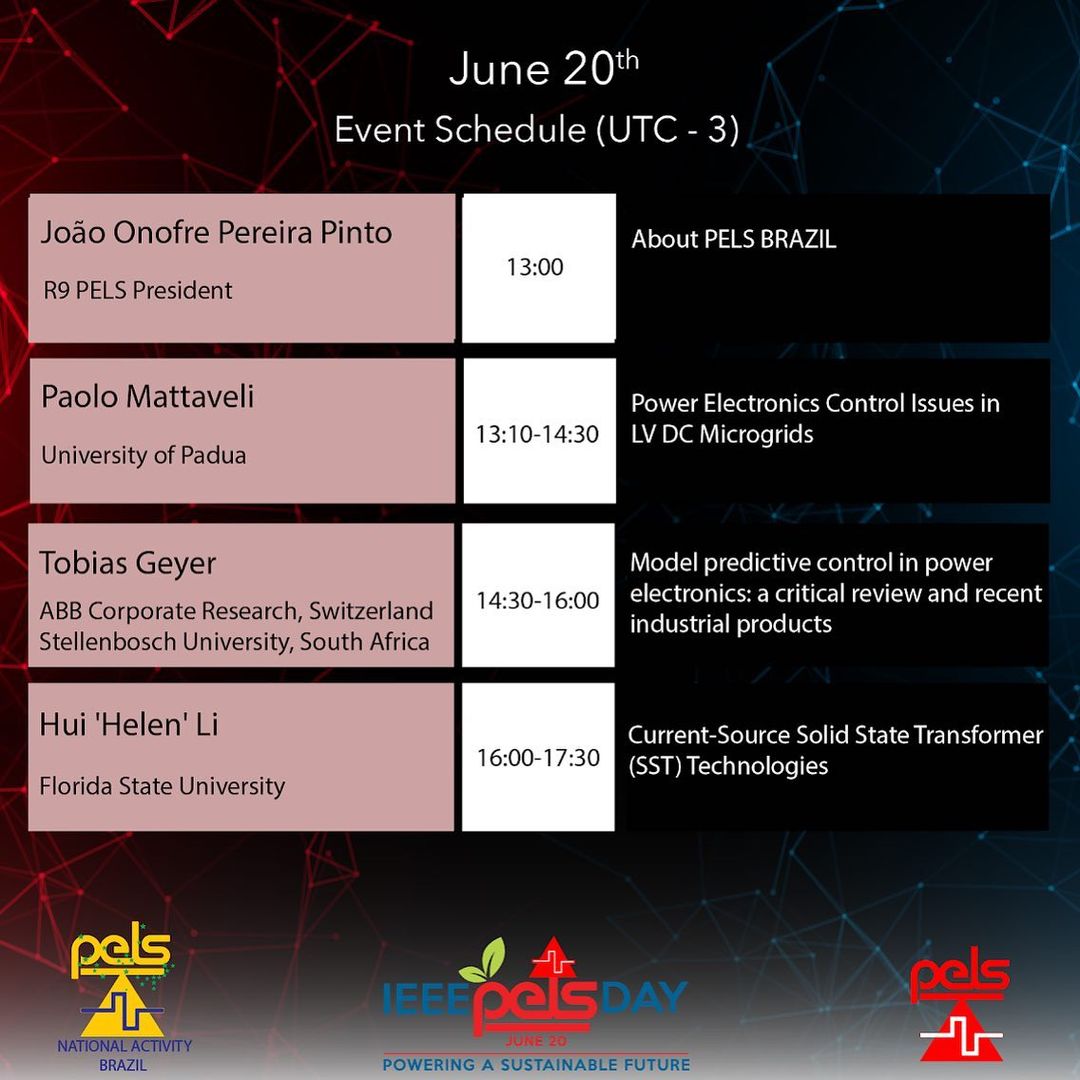 June 20th
Event Schedule (UTC - 3)
João Onofre Pereira Pinto
R9 PELS President
13:00
About PELS BRAZIL
Paolo Mattaveli
University of Padua
13:10-14:30
Power Electronics Control Issues in
LV DC Microgrids
Tobias Geyer
ABB Corporate Research, Switzerland
Stellenbosch University, South Africa
14:30-16:00
Model predictive control in power
electronics: a critical review and recent
industrial products
Hui 'Helen' Li
Florida State University
16:00-17:30
Current-Source Solid State Transformer
(SST) Technologies
pels
NATIONAL ACTIVITY
BRAZIL
IEEE pels DAY
JUNE 20
POWERING A SUSTAINABLE FUTURE
pels